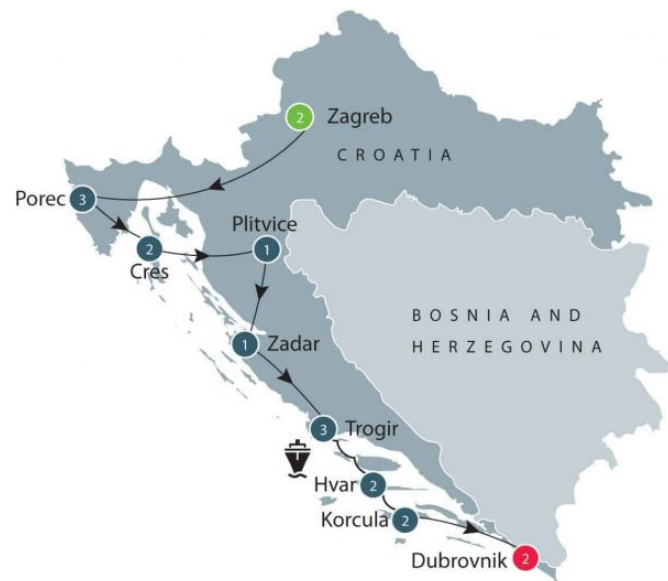 2 Zagreb
CROATIA
Porec 3
Plitvice
1
2
Cres
BOSNIA AND
HERZEGOVINA
1 Zadar
3 Trogir
Hvar 2
Korcula 2
Dubrovnik 2